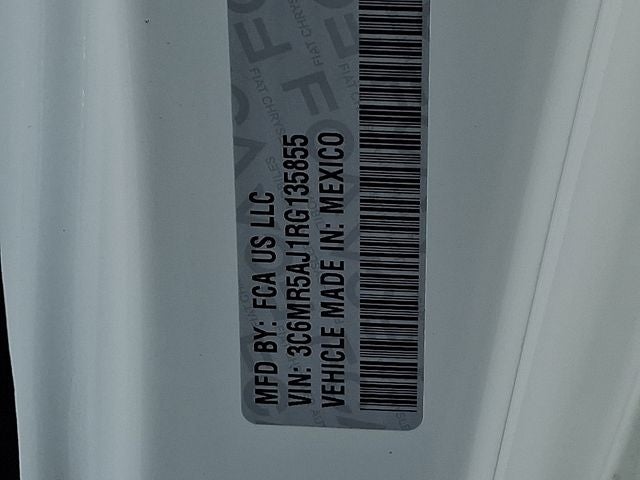 MFD BY: FCA US LLC
VIN: 3C6MR5AJ1RG135855
VEHICLE MADE IN: MEXICO